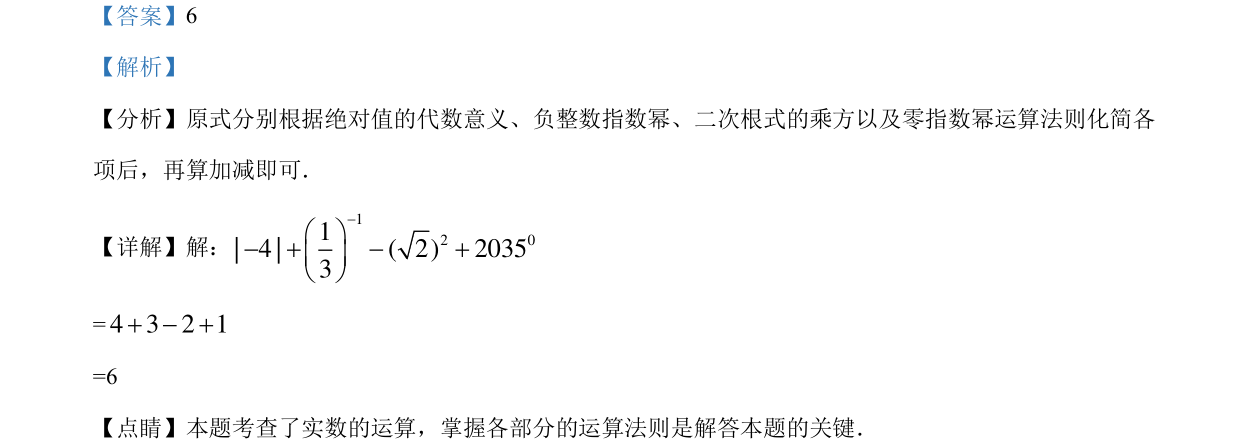 【答案】6
【解析】
【分析】原式分别根据绝对值的代数意义、负整数指数幂、二次根式的乘方以及零指数幂运算法则化简各
项后，再算加减即可．
【详解】解：|−4|+(1/3)^{−1}−(√2)^2+2035^0
=4+3−2+1
=6
【点睛】本题考查了实数的运算，掌握各部分的运算法则是解答本题的关键．